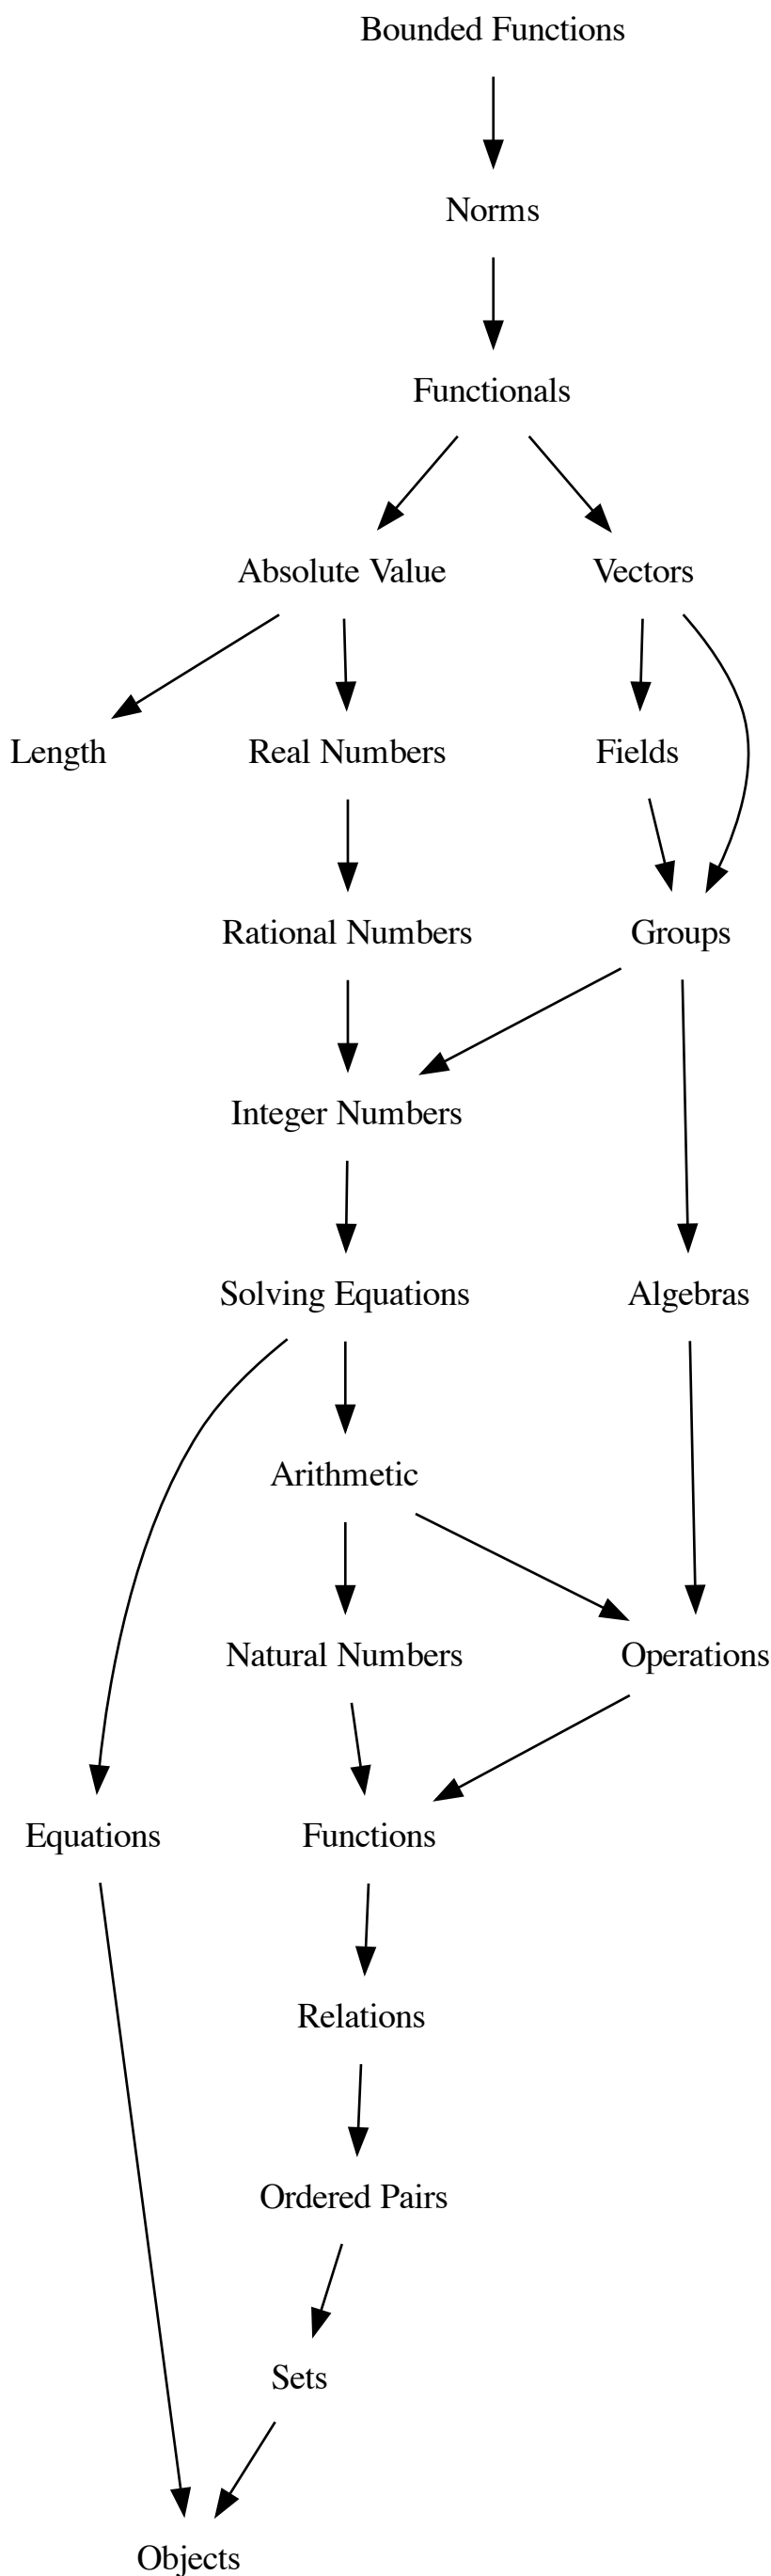 Bounded Functions
Norms
Functionals
Absolute Value
Vectors
Length
Real Numbers
Fields
Rational Numbers
Groups
Integer Numbers
Solving Equations
Algebras
Arithmetic
Natural Numbers
Operations
Equations
Functions
Relations
Ordered Pairs
Sets
Objects